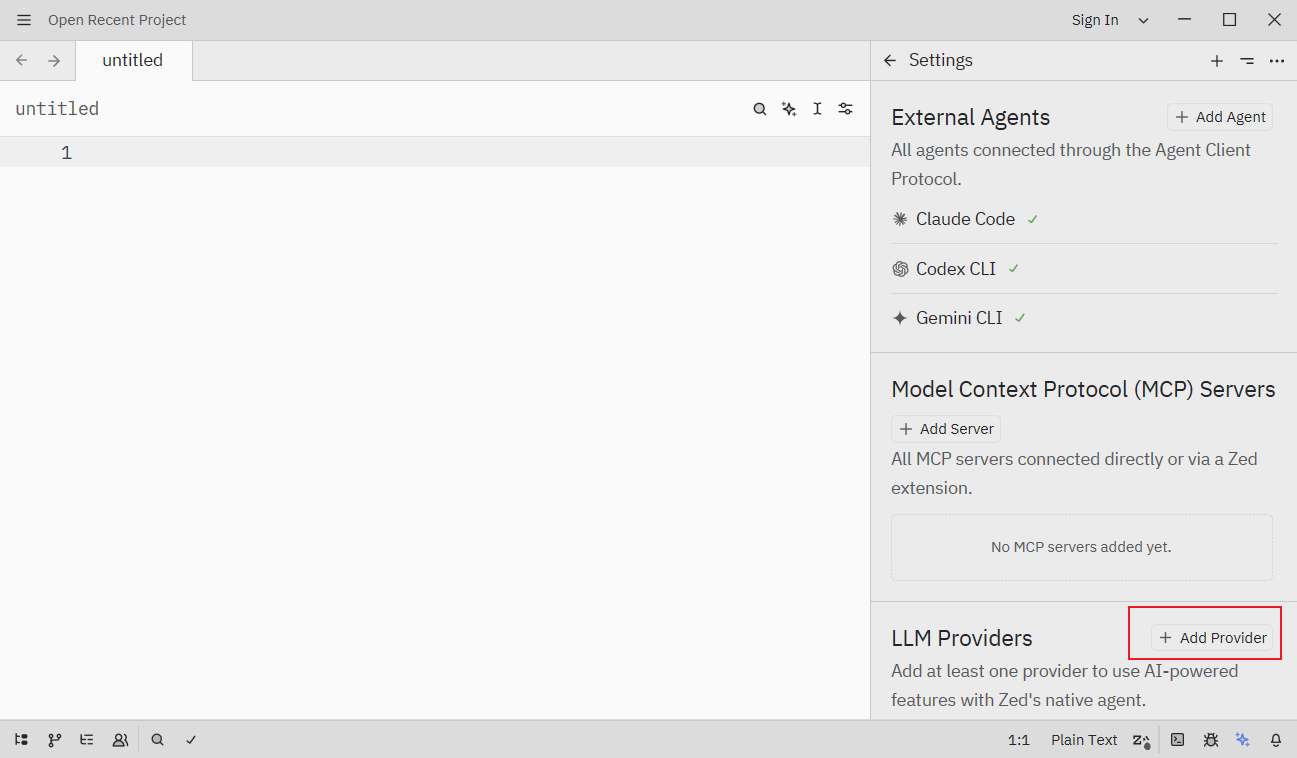 Open Recent Project
Sign In
untitled
Settings
untitled
1
External Agents
+ Add Agent
All agents connected through the Agent Client
Protocol.
Claude Code ✓
Codex CLI ✓
Gemini CLI ✓
Model Context Protocol (MCP) Servers
+ Add Server
All MCP servers connected directly or via a Zed
extension.
No MCP servers added yet.
LLM Providers
+ Add Provider
Add at least one provider to use AI-powered
features with Zed's native agent.
1:1 Plain Text